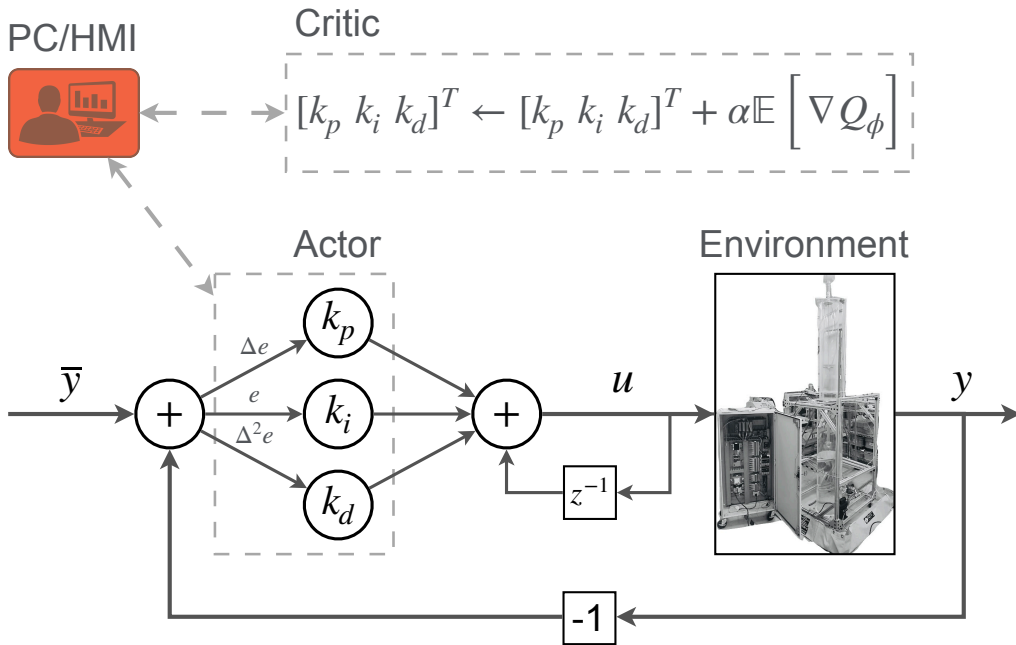 PC/HMI
Critic
[k_p k_i k_d]^T ← [k_p k_i k_d]^T + α𝔼 [∇Q_ϕ]
Actor
Environment
k_p
Δe
y̅
u
y
+
e
k_i
+
Δ²e
z⁻¹
k_d
-1